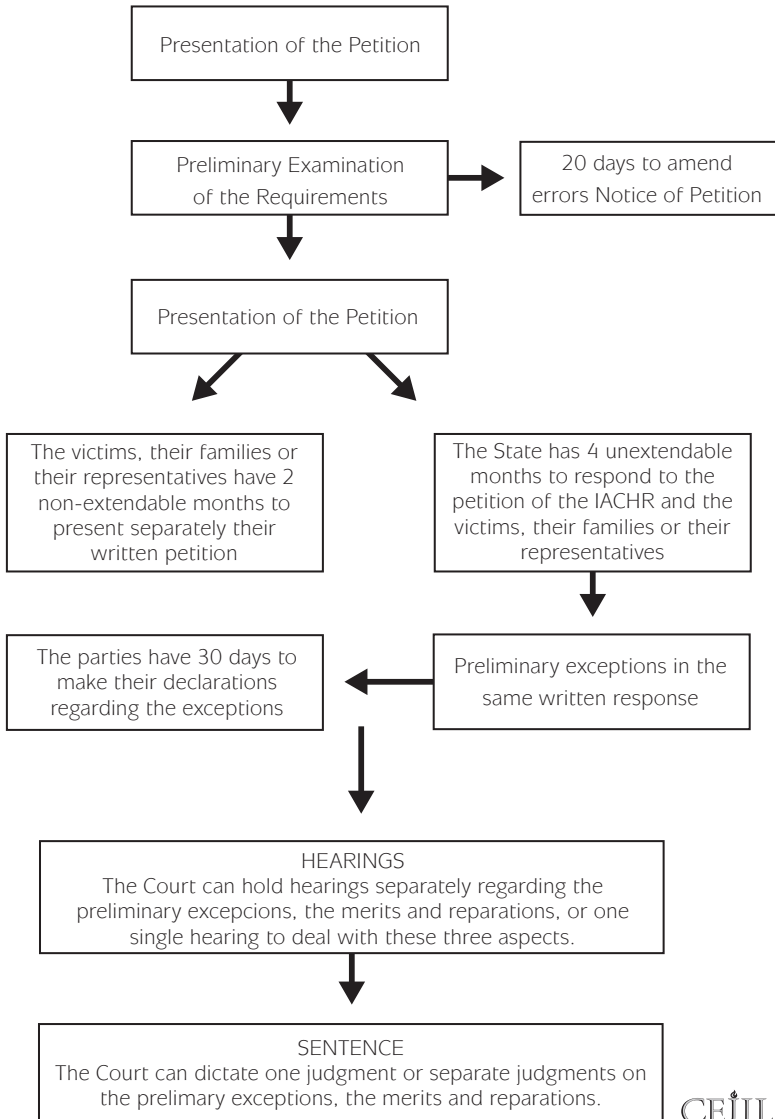 Presentation of the Petition
Preliminary Examination
of the Requirements
20 days to amend
errors Notice of Petition
Presentation of the Petition
The victims, their families or
their representatives have 2
non-extendable months to
present separately their
written petition
The State has 4 unextendable
months to respond to the
petition of the IACHR and the
victims, their families or their
representatives
The parties have 30 days to
make their declarations
regarding the exceptions
Preliminary exceptions in the
same written response
HEARINGS
The Court can hold hearings separately regarding the
preliminary excepcions, the merits and reparations, or one
single hearing to deal with these three aspects.
SENTENCE
The Court can dictate one judgment or separate judgments on
the prelimary exceptions, the merits and reparations.